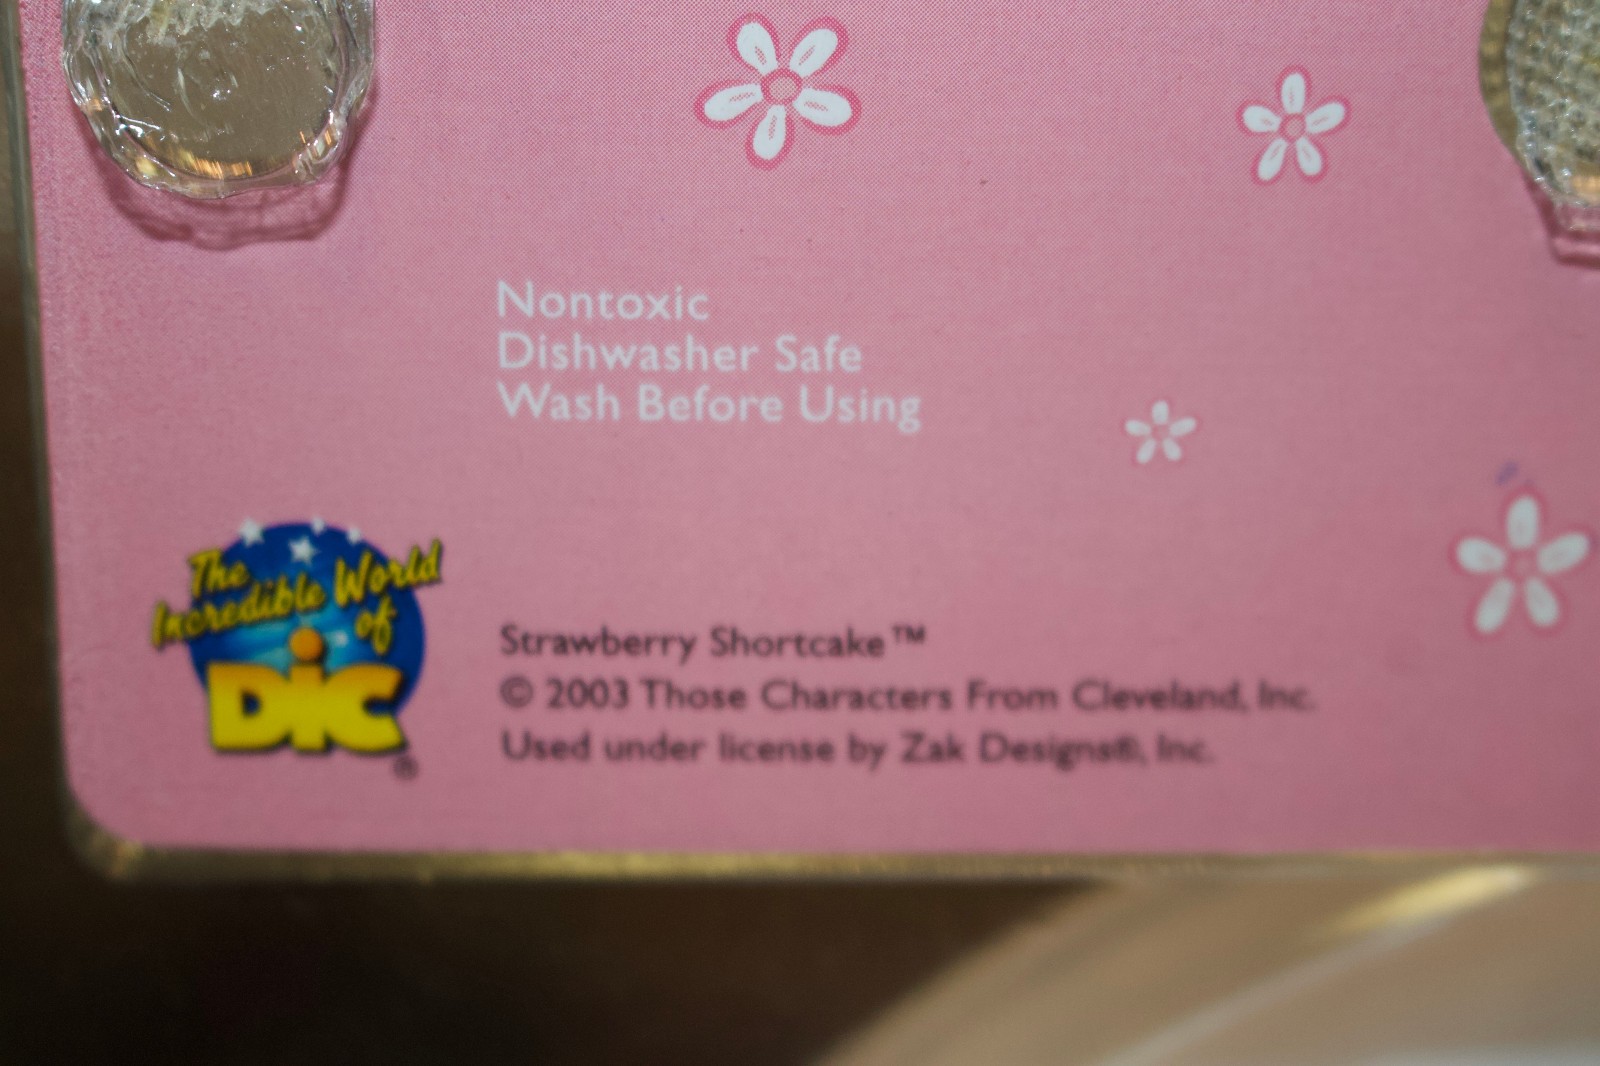 Nontoxic
Dishwasher Safe
Wash Before Using
The
Incredible World
of
DiC
®
Strawberry Shortcake™
© 2003 Those Characters From Cleveland, Inc.
Used under license by Zak Designs®, Inc.